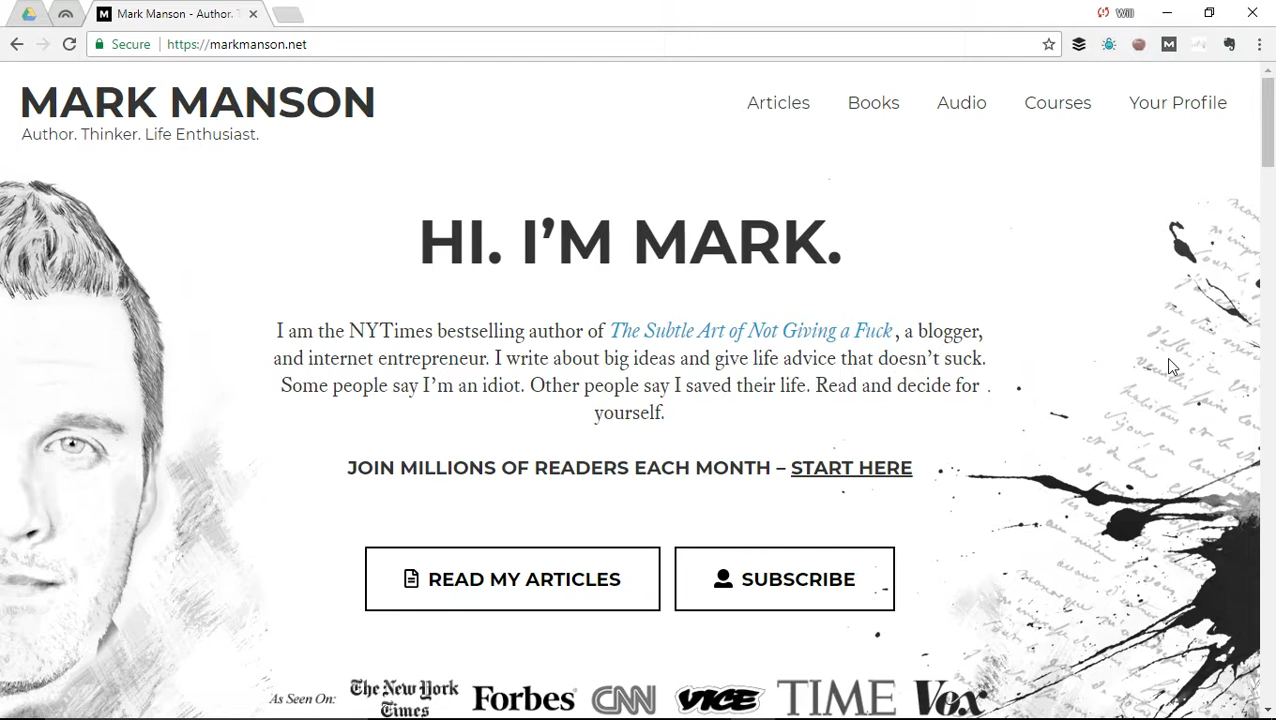 Mark Manson - Author. T
Will
Secure
https://markmanson.net
MARK MANSON
Author. Thinker. Life Enthusiast.
Articles
Books
Audio
Courses
Your Profile
HI. I'M MARK.
I am the NYTimes bestselling author of The Subtle Art of Not Giving a Fuck, a blogger,
and internet entrepreneur. I write about big ideas and give life advice that doesn't suck.
Some people say I'm an idiot. Other people say I saved their life. Read and decide for
yourself.
JOIN MILLIONS OF READERS EACH MONTH – START HERE
READ MY ARTICLES
SUBSCRIBE
As Seen On:
The New York
Times
Forbes
CNN
VICE
TIME
Vox